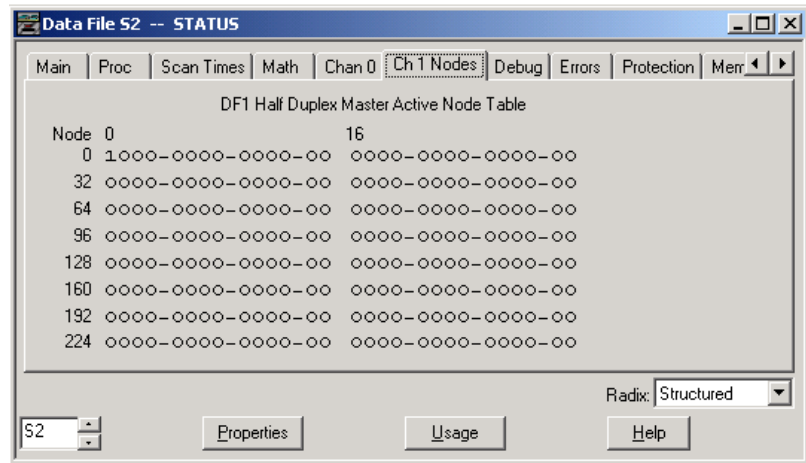 Data File S2 -- STATUS
Main Proc Scan Times Math Chan 0 Ch 1 Nodes Debug Errors Protection Mem
DF1 Half Duplex Master Active Node Table
Node 0 16
0 1000-0000-0000-00 0000-0000-0000-00
32 0000-0000-0000-00 0000-0000-0000-00
64 0000-0000-0000-00 0000-0000-0000-00
96 0000-0000-0000-00 0000-0000-0000-00
128 0000-0000-0000-00 0000-0000-0000-00
160 0000-0000-0000-00 0000-0000-0000-00
192 0000-0000-0000-00 0000-0000-0000-00
224 0000-0000-0000-00 0000-0000-0000-00
Radix: Structured
S2 Properties Usage Help